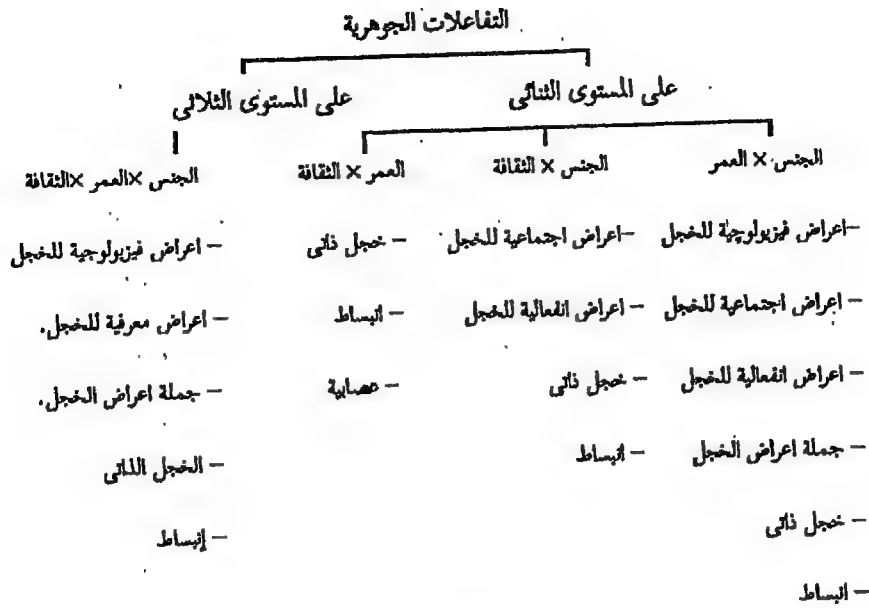 التفاعلات الجوهرية
على المستوى الثنائى على المستوى الثلاثى
الجنس × العمر الجنس × الثقافة العمر × الثقافة الجنس ×العمر ×الثقافة
–اعراض فيزيولوجية للخجل –اعراض اجتماعية للخجل – خجل ذاتى – اعراض فيزيولوجية للخجل
– اعراض اجتماعية للخجل – اعراض انفعالية للخجل – انبساط – اعراض معرفية للخجل.
– اعراض انفعالية للخجل – خجل ذاتى – عصابية – جملة اعراض الخجل.
– جملة اعراض الخجل – انبساط – الخجل الذاتى
– خجل ذاتى – إنبساط
– انبساط